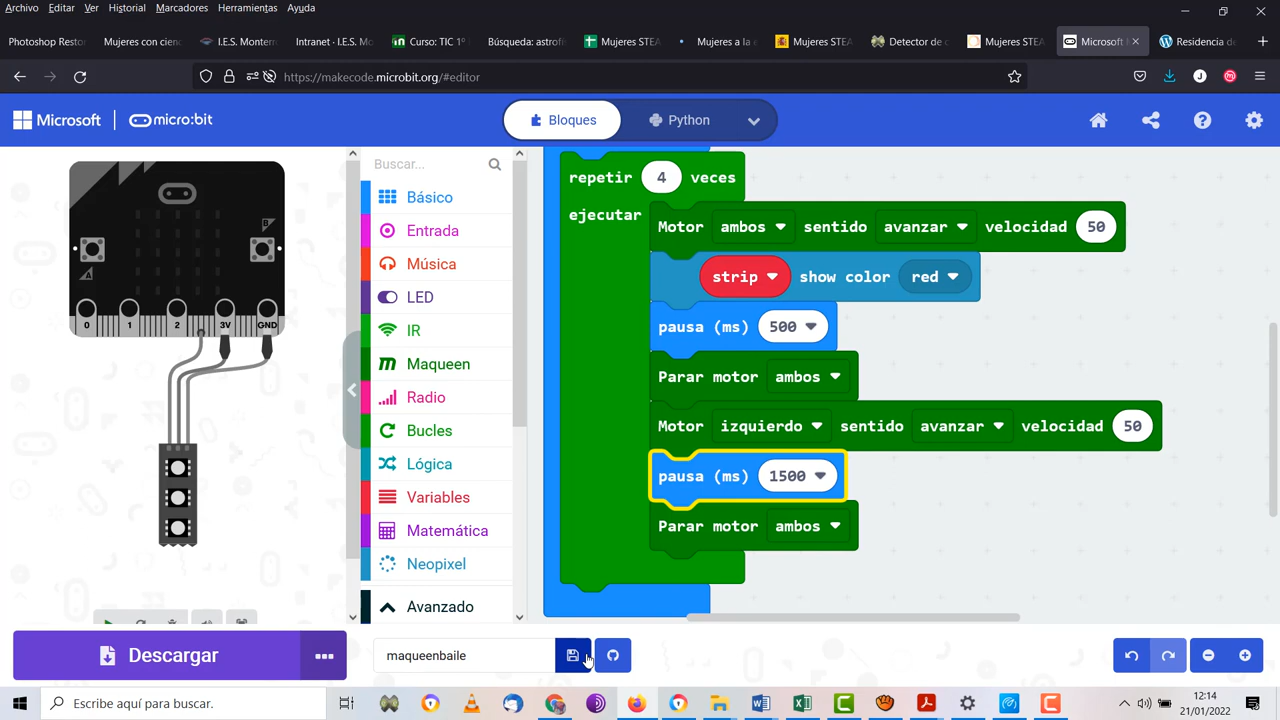 Archivo Editar Ver Historial Marcadores Herramientas Ayuda
Photoshop Resto Mujeres con cienc I.E.S. Monterr Intranet - I.E.S. Mo Curso: TIC 1º Búsqueda: astrofí Mujeres STEA Mujeres a la c Mujeres STEA Detector de c Mujeres STEA Microsoft Residencia de
https://makecode.microbit.org/#editor
Microsoft micro:bit Bloques Python
Buscar...
Básico
Entrada
Música
LED
IR
Maqueen
Radio
Bucles
Lógica
Variables
Matemática
Neopixel
Avanzado
B
A
0 1 2 3V GND
repetir 4 veces
ejecutar
Motor ambos sentido avanzar velocidad 50
strip show color red
pausa (ms) 500
Parar motor ambos
Motor izquierdo sentido avanzar velocidad 50
pausa (ms) 1500
Parar motor ambos
Descargar ••• maqueenbaile
Escribe aquí para buscar.
12:14
21/01/2022